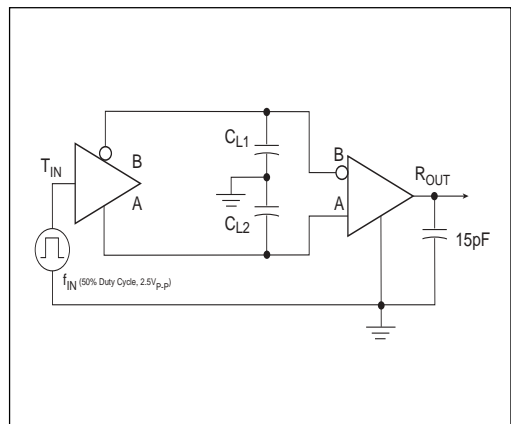 B
C_L1
T_IN
B
A
R_OUT
B
A
C_L2
15pF
f_IN (50% Duty Cycle, 2.5V_P-P)